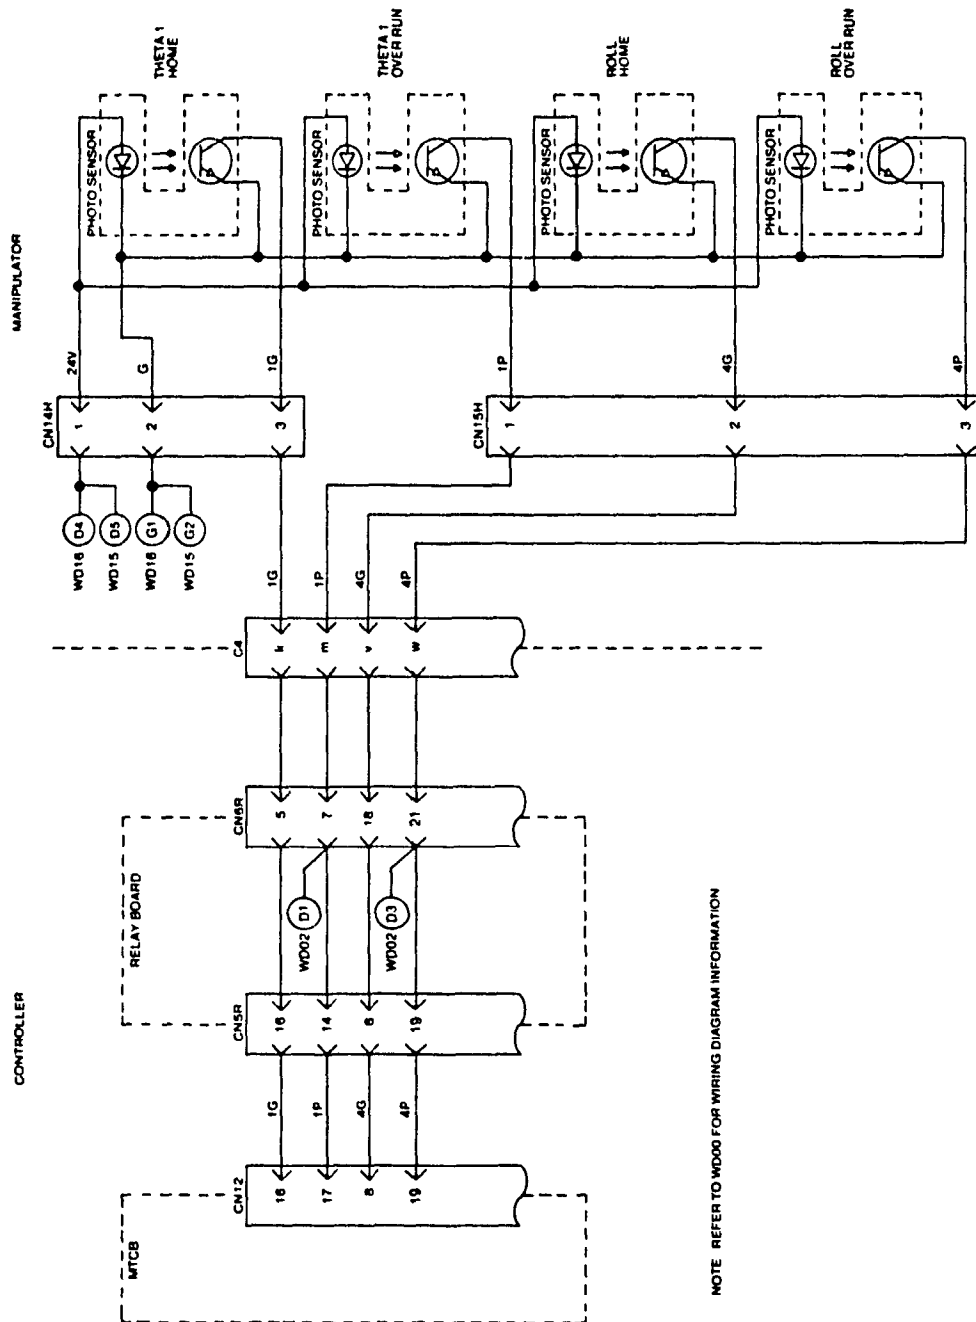 CONTROLLER
MANIPULATOR
MTCB
CN12
16
17
8
19
1G
1P
4G
4P
RELAY BOARD
CN5R
16
14
6
19
WD02 D1
WD02 D3
CN6R
5
7
18
21
C4
k
m
v
w
1G
1P
4G
4P
WD16 D4
WD15 D5
WD16 G1
WD15 G2
CN14H
1
2
3
CN15H
1
2
3
24V
G
1G
1P
4G
4P
PHOTO SENSOR
THETA 1
HOME
PHOTO SENSOR
THETA 1
OVER RUN
PHOTO SENSOR
ROLL
HOME
PHOTO SENSOR
ROLL
OVER RUN
NOTE REFER TO WD00 FOR WIRING DIAGRAM INFORMATION